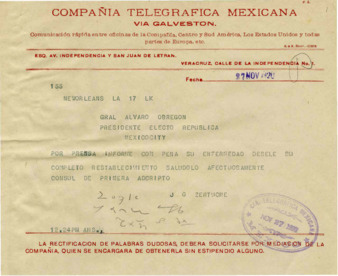 COMPAÑIA TELEGRAFICA MEXICANA
VIA GALVESTON.
Comunicación rápida entre oficinas de la Compañía, Centro y Sud América, Los Estados Unidos y todas
partes de Europa, etc.
ESQ. AV. INDEPENDENCIA Y SAN JUAN DE LETRAN.
VERACRUZ, CALLE DE LA INDEPENDENCIA No. 1.
Fecha
NEWORLEANS LA 17 LK
GRAL ALVARO OBREGON
PRESIDENTE ELECTO REPUBLICA
MEXICOCITY
POR PRENSA INFORME CON PENA SU ENFERMEDAD DESELE SU
COMPLETO RESTABLECIMIENTO SALUDOLO AFECTUOSAMENTE
CONSUL DE PRIMERA ADSRIPTO
ZERTUCHE
LA RECTIFICACION DE PALABRAS DUDOSAS, DEBERA SOLICITARSE POR MEDIACION DE LA
COMPAÑIA, QUIEN SE ENCARGARA DE OBTENERLA SIN ESTIPENDIO ALGUNO.